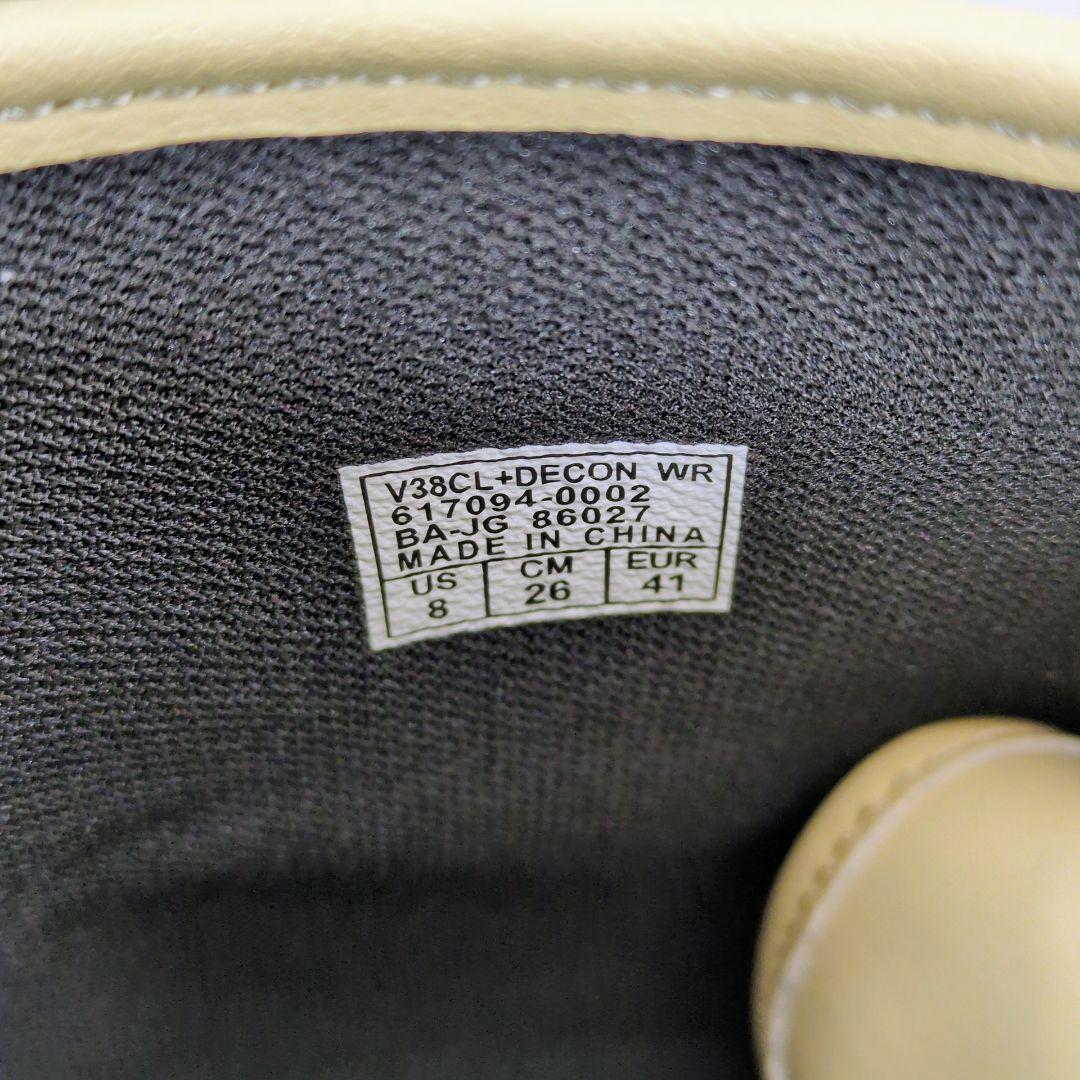 V38CL+DECON WR
617094-0002
BA-JG 86027
MADE IN CHINA
US CM EUR
8 26 41